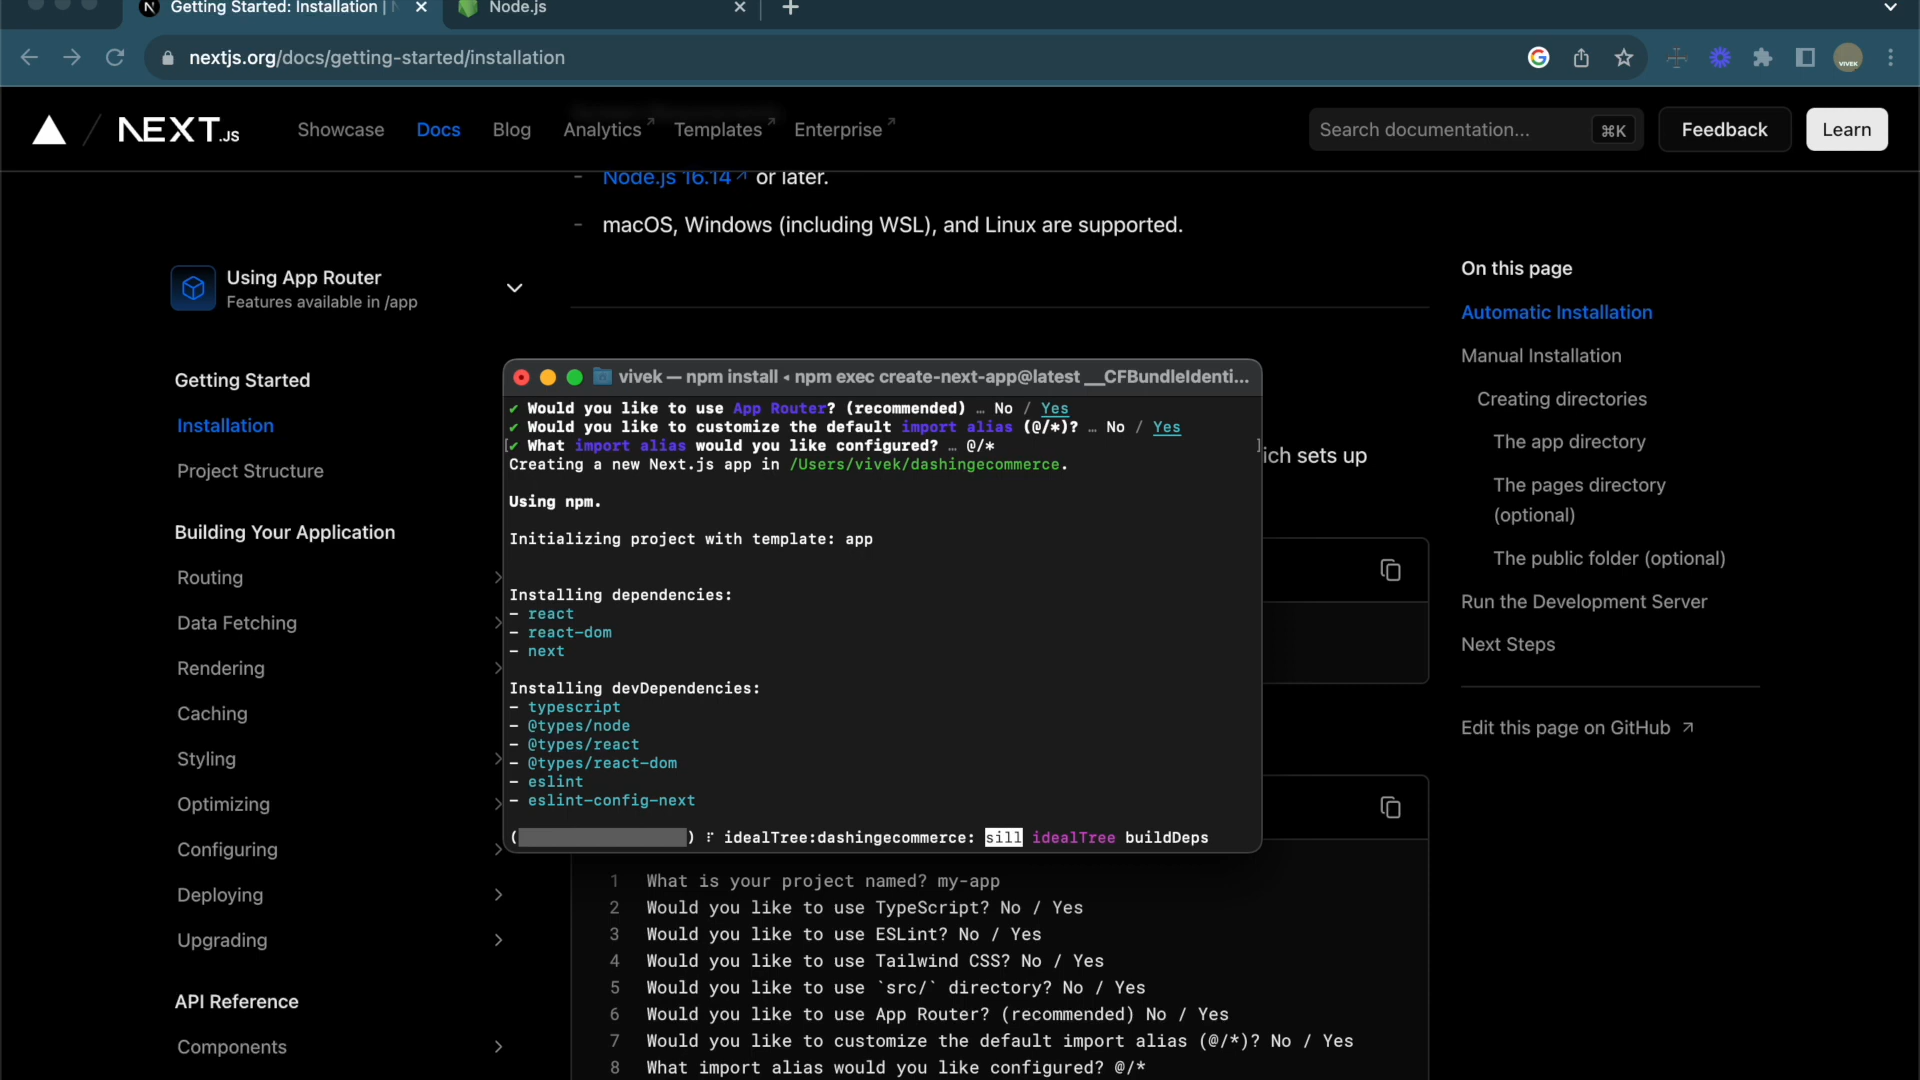 Getting Started: Installation | N
Node.js
nextjs.org/docs/getting-started/installation
VIVEK
NEXT.JS
Showcase
Docs
Blog
Analytics
Templates
Enterprise
Search documentation...
⌘K
Feedback
Learn
- Node.js 16.14 or later.
- macOS, Windows (including WSL), and Linux are supported.
Using App Router
Features available in /app
Getting Started
Installation
Project Structure
Building Your Application
Routing
Data Fetching
Rendering
Caching
Styling
Optimizing
Configuring
Deploying
Upgrading
API Reference
Components
vivek — npm install ◂ npm exec create-next-app@latest __CFBundleIdenti...
✔ Would you like to use App Router? (recommended) … No / Yes
✔ Would you like to customize the default import alias (@/*)? … No / Yes
[✔ What import alias would you like configured? … @/* ]
Creating a new Next.js app in /Users/vivek/dashingecommerce.
Using npm.
Initializing project with template: app
Installing dependencies:
- react
- react-dom
- next
Installing devDependencies:
- typescript
- @types/node
- @types/react
- @types/react-dom
- eslint
- eslint-config-next
( ) ⠏ idealTree:dashingecommerce: sill idealTree buildDeps
ich sets up
1 What is your project named? my-app
2 Would you like to use TypeScript? No / Yes
3 Would you like to use ESLint? No / Yes
4 Would you like to use Tailwind CSS? No / Yes
5 Would you like to use `src/` directory? No / Yes
6 Would you like to use App Router? (recommended) No / Yes
7 Would you like to customize the default import alias (@/*)? No / Yes
8 What import alias would you like configured? @/*
On this page
Automatic Installation
Manual Installation
Creating directories
The app directory
The pages directory
(optional)
The public folder (optional)
Run the Development Server
Next Steps
Edit this page on GitHub